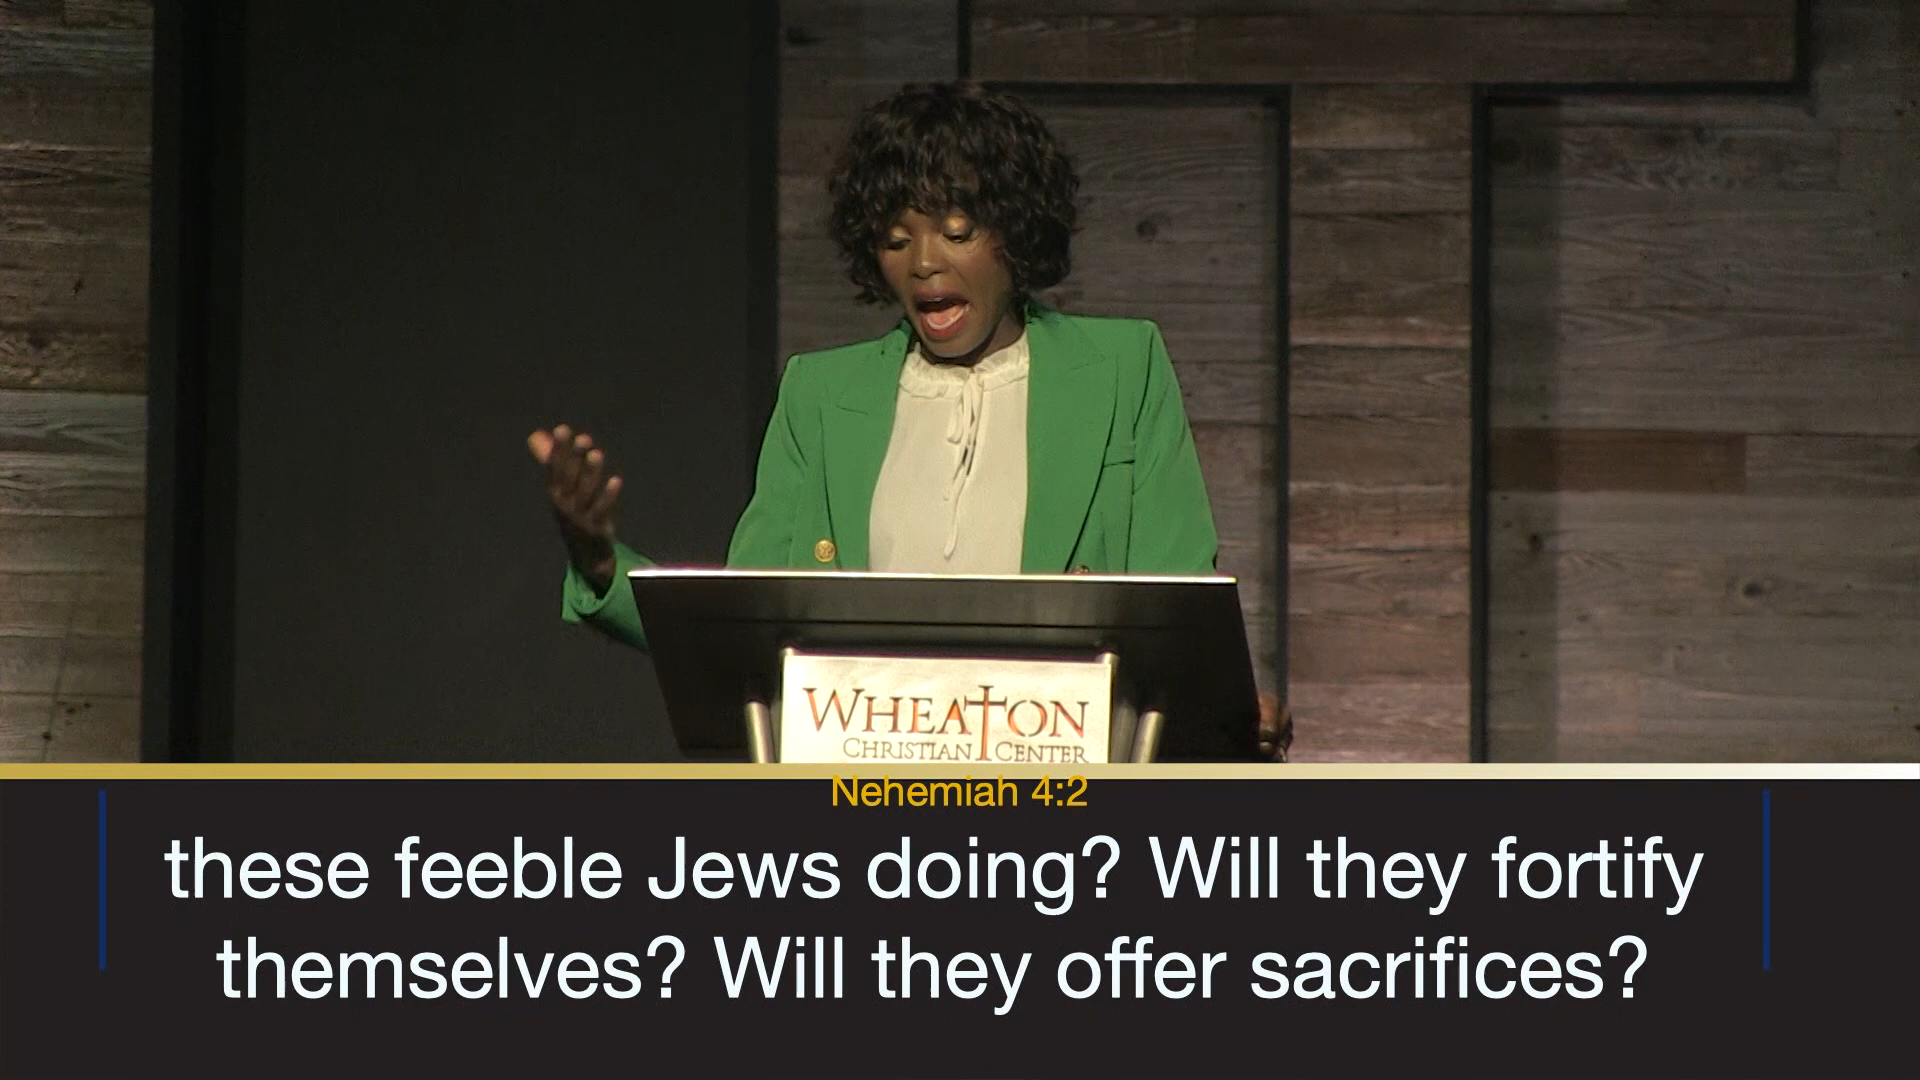 WHEATON
CHRISTIAN CENTER
Nehemiah 4:2
these feeble Jews doing? Will they fortify
themselves? Will they offer sacrifices?